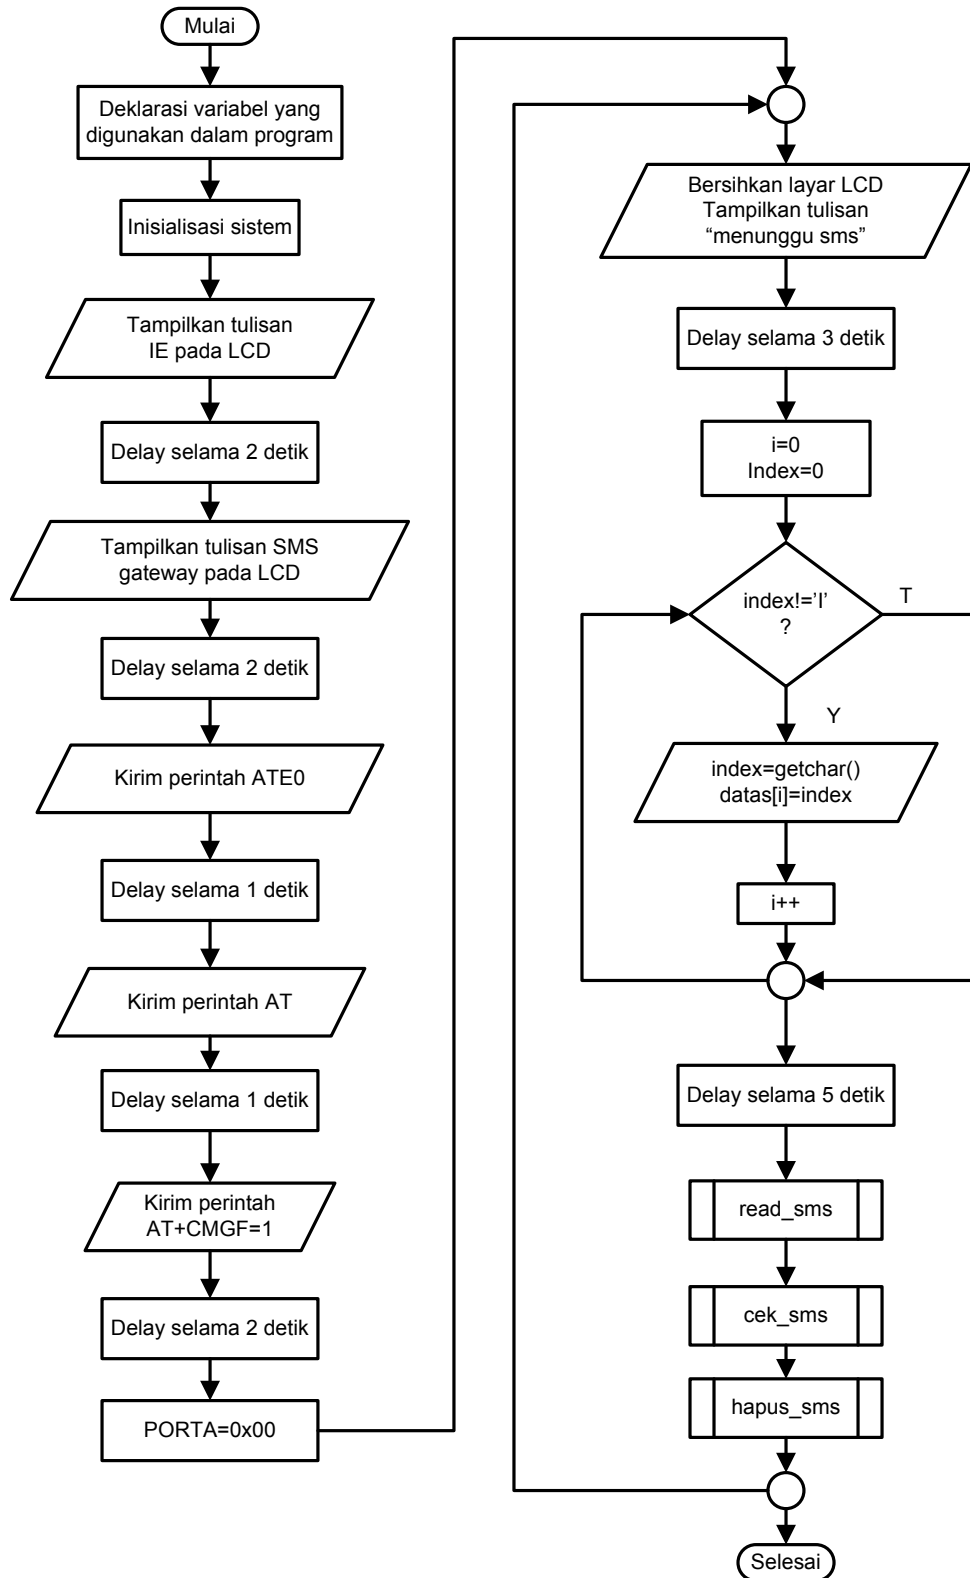 Mulai
Deklarasi variabel yang
digunakan dalam program
Inisialisasi sistem
Tampilkan tulisan
IE pada LCD
Delay selama 2 detik
Tampilkan tulisan SMS
gateway pada LCD
Delay selama 2 detik
Kirim perintah ATE0
Delay selama 1 detik
Kirim perintah AT
Delay selama 1 detik
Kirim perintah
AT+CMGF=1
Delay selama 2 detik
PORTA=0x00
Bersihkan layar LCD
Tampilkan tulisan
“menunggu sms”
Delay selama 3 detik
i=0
Index=0
index!='I'
?
T
Y
index=getchar()
datas[i]=index
i++
Delay selama 5 detik
read_sms
cek_sms
hapus_sms
Selesai